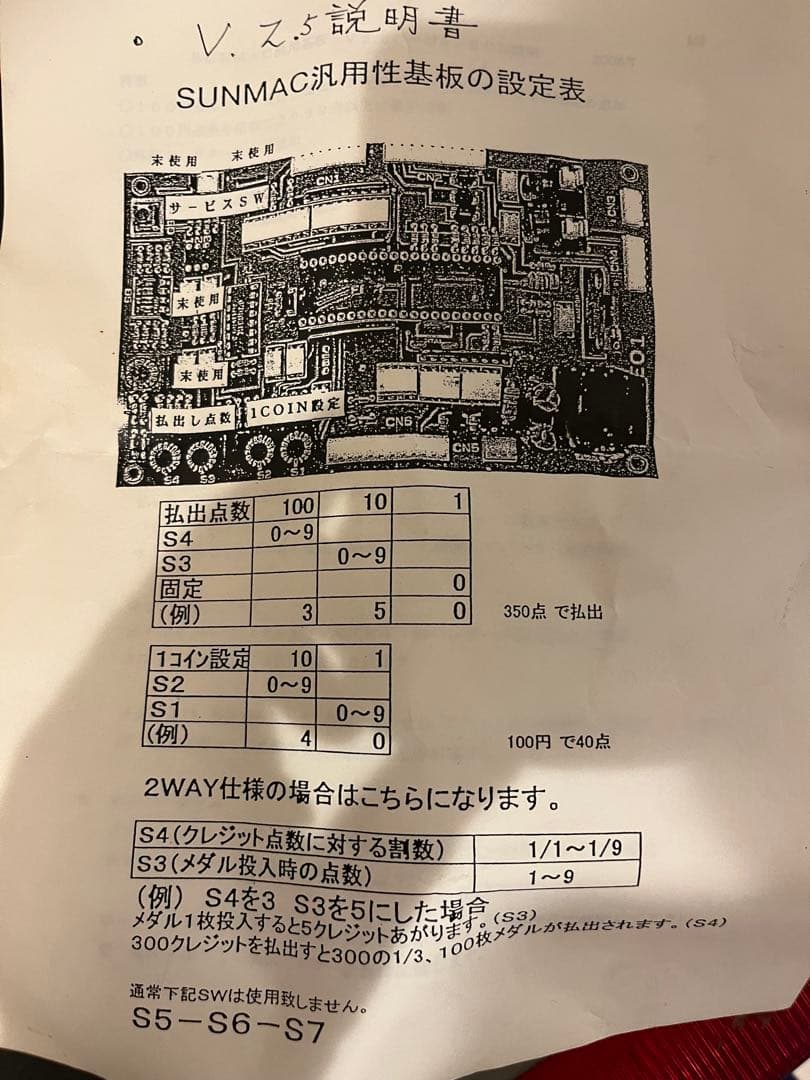 V.2.5説明書
SUNMAC汎用性基板の設定表
末使用 末使用
CN1
サービスSW
CN3
末使用
末使用
払出し点数 1COIN設定
CN6
CN5
S4 S3 S2 S1
払出点数 100 10 1
S4 0～9
S3 0～9
固定 0
(例) 3 5 0 350点 で払出
1コイン設定 10 1
S2 0～9
S1 0～9
(例) 4 0 100円 で40点
2WAY仕様の場合はこちらになります。
S4(クレジット点数に対する割数) 1/1～1/9
S3(メダル投入時の点数) 1～9
(例) S4を3 S3を5にした場合
メダル1枚投入すると5クレジットあがります。(S3)
300クレジットを払出すと300の1/3、100枚メダルが払出されます。(S4)
通常下記SWは使用致しません。
S5－S6－S7